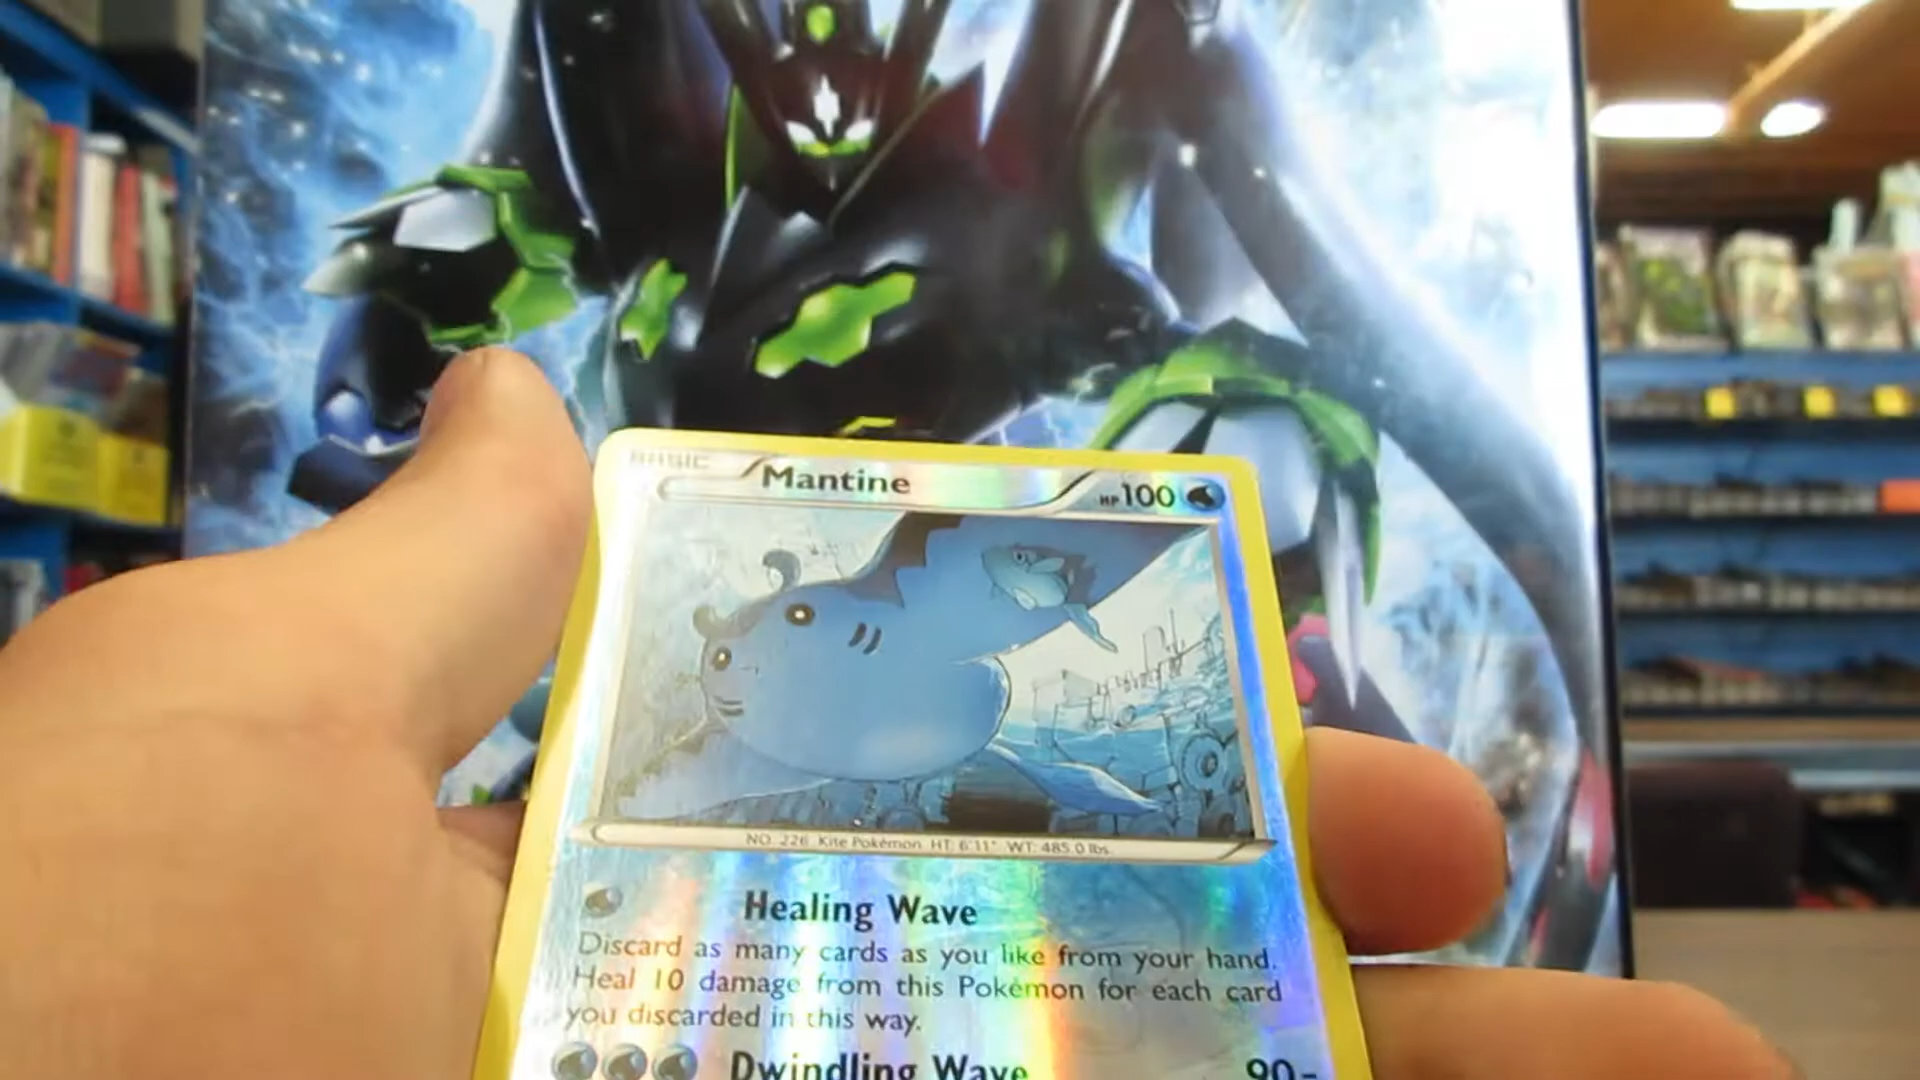 BASIC Mantine HP100
NO. 226 Kite Pokémon HT: 6'11" WT: 485.0 lbs.
Healing Wave
Discard as many cards as you like from your hand.
Heal 10 damage from this Pokémon for each card
you discarded in this way.
Dwindling Wave 90-